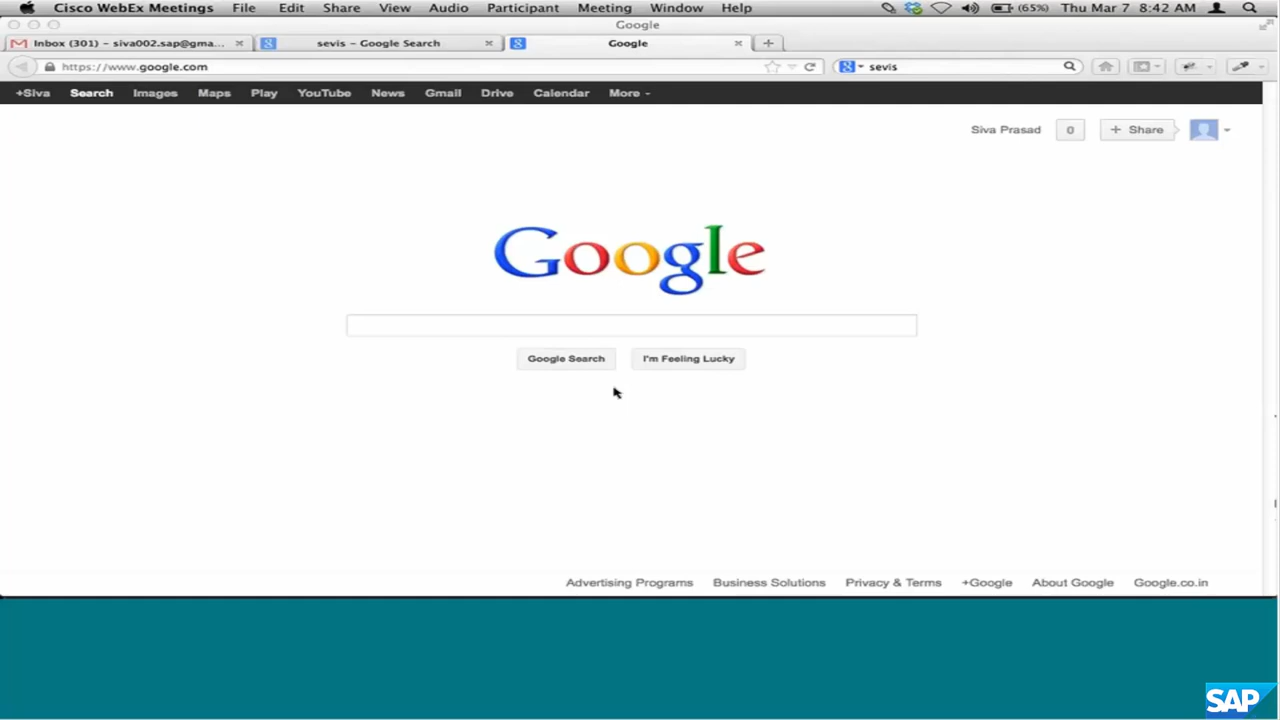 Cisco WebEx Meetings File Edit Share View Audio Participant Meeting Window Help (65%) Thu Mar 7 8:42 AM
Google
Inbox (301) – siva002.sap@gma... sevis – Google Search Google
https://www.google.com sevis
+Siva Search Images Maps Play YouTube News Gmail Drive Calendar More
Siva Prasad 0 + Share
Google
Google Search I'm Feeling Lucky
Advertising Programs Business Solutions Privacy & Terms +Google About Google Google.co.in
SAP